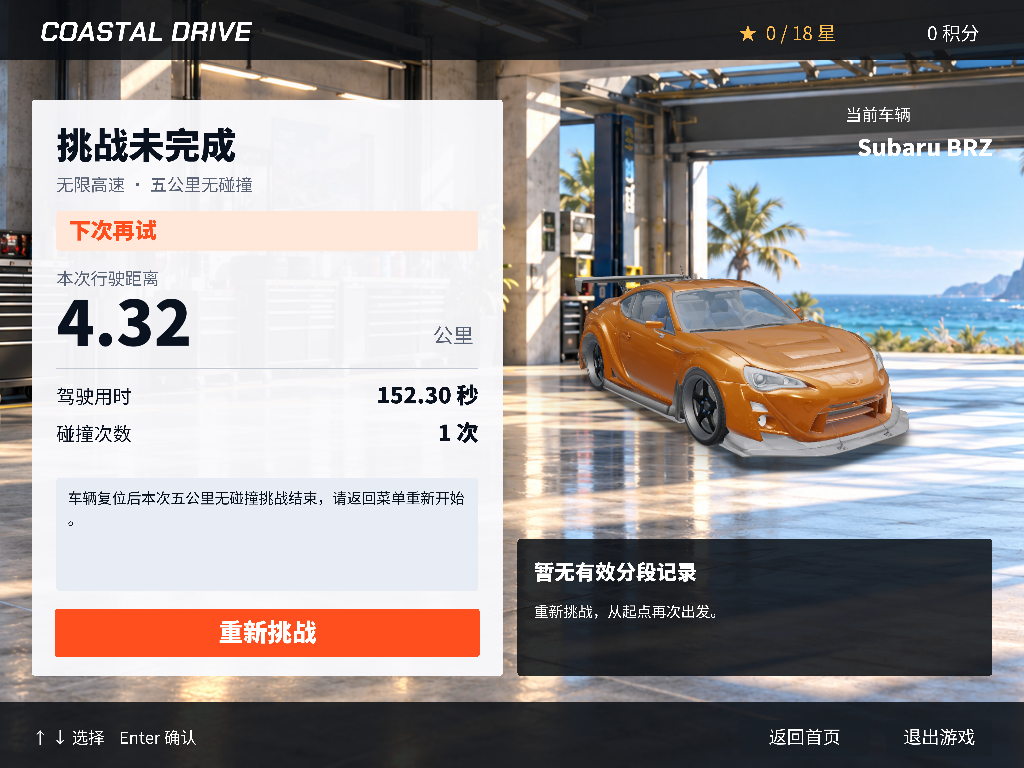 COASTAL DRIVE
★ 0 / 18 星
0 积分
挑战未完成
无限高速 · 五公里无碰撞
下次再试
本次行驶距离
4.32 公里
驾驶用时 152.30 秒
碰撞次数 1 次
车辆复位后本次五公里无碰撞挑战结束，请返回菜单重新开始
。
重新挑战
当前车辆
Subaru BRZ
暂无有效分段记录
重新挑战，从起点再次出发。
↑ ↓ 选择 Enter 确认
返回首页
退出游戏